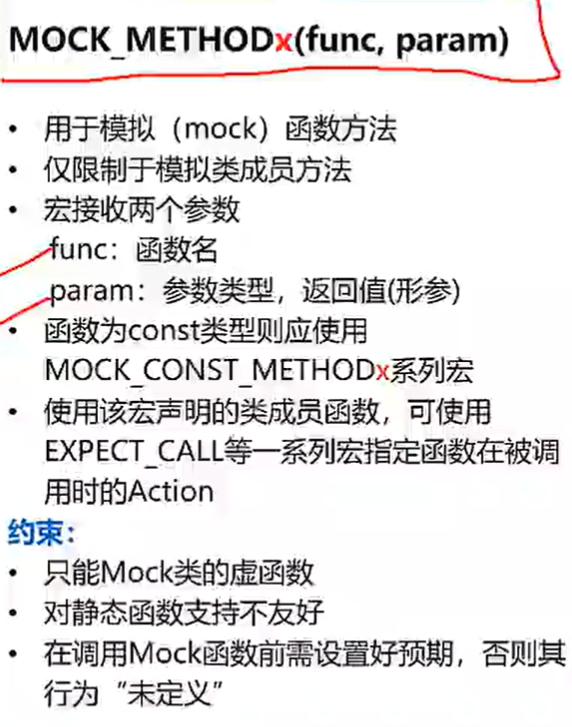 MOCK_METHODx(func, param)
• 用于模拟（mock）函数方法
• 仅限制于模拟类成员方法
• 宏接收两个参数
func：函数名
param：参数类型，返回值(形参)
• 函数为const类型则应使用
MOCK_CONST_METHODx系列宏
• 使用该宏声明的类成员函数，可使用
EXPECT_CALL等一系列宏指定函数在被调
用时的Action
约束：
• 只能Mock类的虚函数
• 对静态函数支持不友好
• 在调用Mock函数前需设置好预期，否则其
行为“未定义”